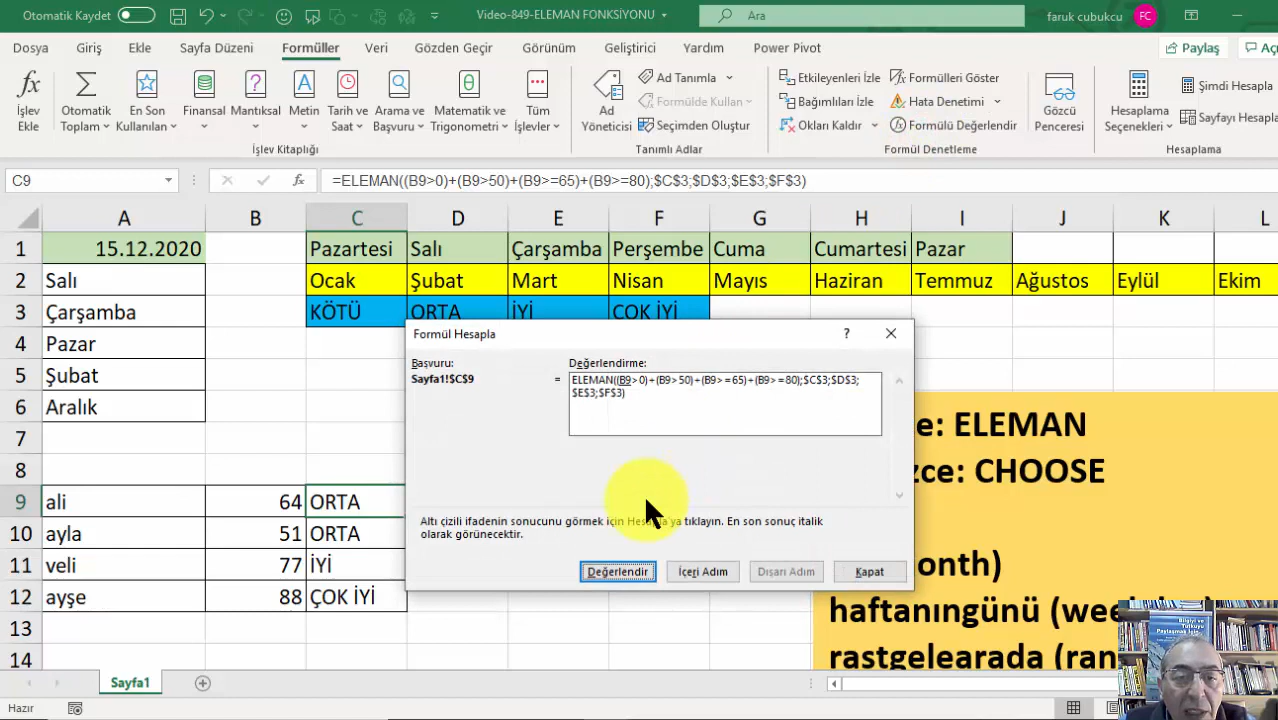 Otomatik Kaydet
Video-849-ELEMAN FONKSİYONU
Ara
faruk cubukcu
FC
Dosya Giriş Ekle Sayfa Düzeni Formüller Veri Gözden Geçir Görünüm Geliştirici Yardım Power Pivot
Paylaş
fx
İşlev Ekle
Otomatik Toplam
En Son Kullanılan
Finansal
Mantıksal
Metin
Tarih ve Saat
Arama ve Başvuru
Matematik ve Trigonometri
Tüm İşlevler
İşlev Kitaplığı
Ad Yöneticisi
Ad Tanımla
Formülde Kullan
Seçimden Oluştur
Tanımlı Adlar
Etkileyenleri İzle
Bağımlıları İzle
Okları Kaldır
Formülleri Göster
Hata Denetimi
Formülü Değerlendir
Formül Denetleme
Gözcü Penceresi
Hesaplama Seçenekleri
Şimdi Hesapla
Sayfayı Hesapla
Hesaplama
C9
fx
=ELEMAN((B9>0)+(B9>50)+(B9>=65)+(B9>=80);$C$3;$D$3;$E$3;$F$3)
A B C D E F G H I J K L
1 15.12.2020 Pazartesi Salı Çarşamba Perşembe Cuma Cumartesi Pazar
2 Salı Ocak Şubat Mart Nisan Mayıs Haziran Temmuz Ağustos Eylül Ekim
3 Çarşamba KÖTÜ ORTA İYİ ÇOK İYİ
4 Pazar
5 Şubat
6 Aralık
7
8
9 ali 64 ORTA
10 ayla 51 ORTA
11 veli 77 İYİ
12 ayşe 88 ÇOK İYİ
13
14
Formül Hesapla
?
Başvuru:
Sayfa1!$C$9
=
Değerlendirme:
ELEMAN((B9>0)+(B9>50)+(B9>=65)+(B9>=80);$C$3;$D$3;
$E$3;$F$3)
Altı çizili ifadenin sonucunu görmek için Hesapla ya tıklayın. En son sonuç italik
olarak görünecektir.
Değerlendir
İçeri Adım
Dışarı Adım
Kapat
e: ELEMAN
zce: CHOOSE
onth)
haftanıngünü
rastgelearada (ran
Bilgiyi ve
Tutkuyu
Paylaşmak İçin
Sayfa1
Hazır